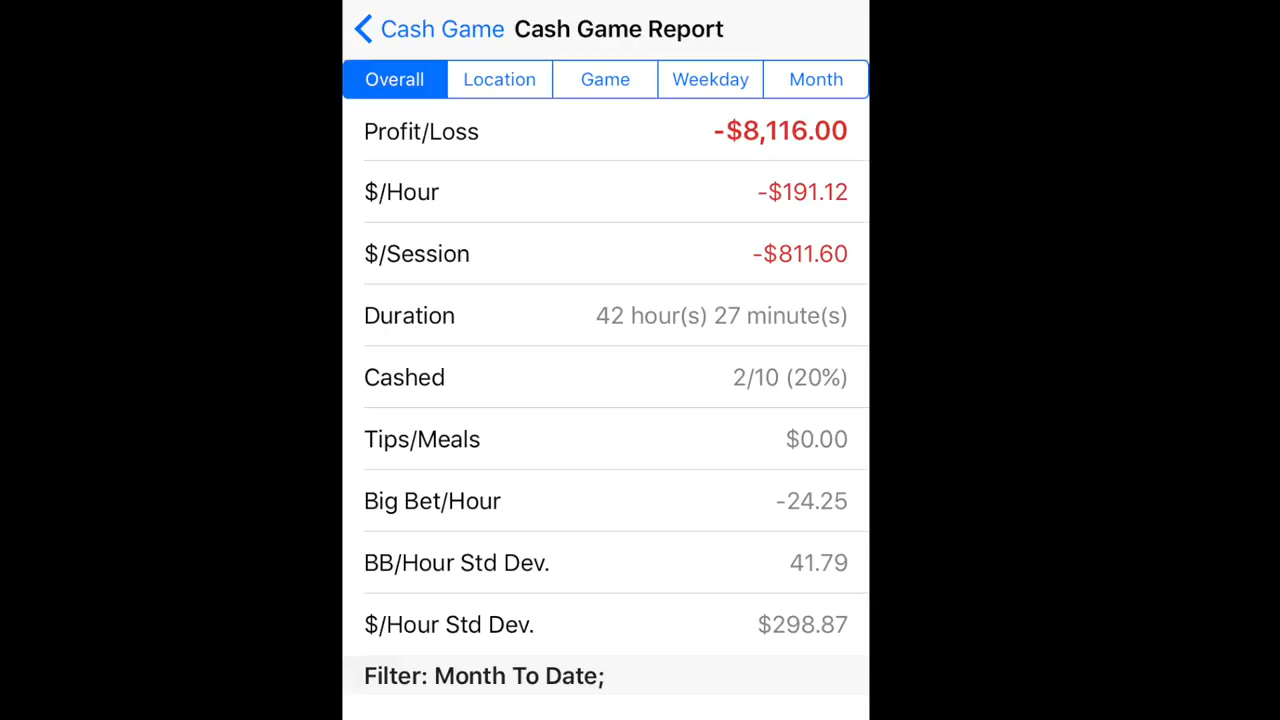 Cash Game Cash Game Report
Overall Location Game Weekday Month
Profit/Loss -$8,116.00
$/Hour -$191.12
$/Session -$811.60
Duration 42 hour(s) 27 minute(s)
Cashed 2/10 (20%)
Tips/Meals $0.00
Big Bet/Hour -24.25
BB/Hour Std Dev. 41.79
$/Hour Std Dev. $298.87
Filter: Month To Date;